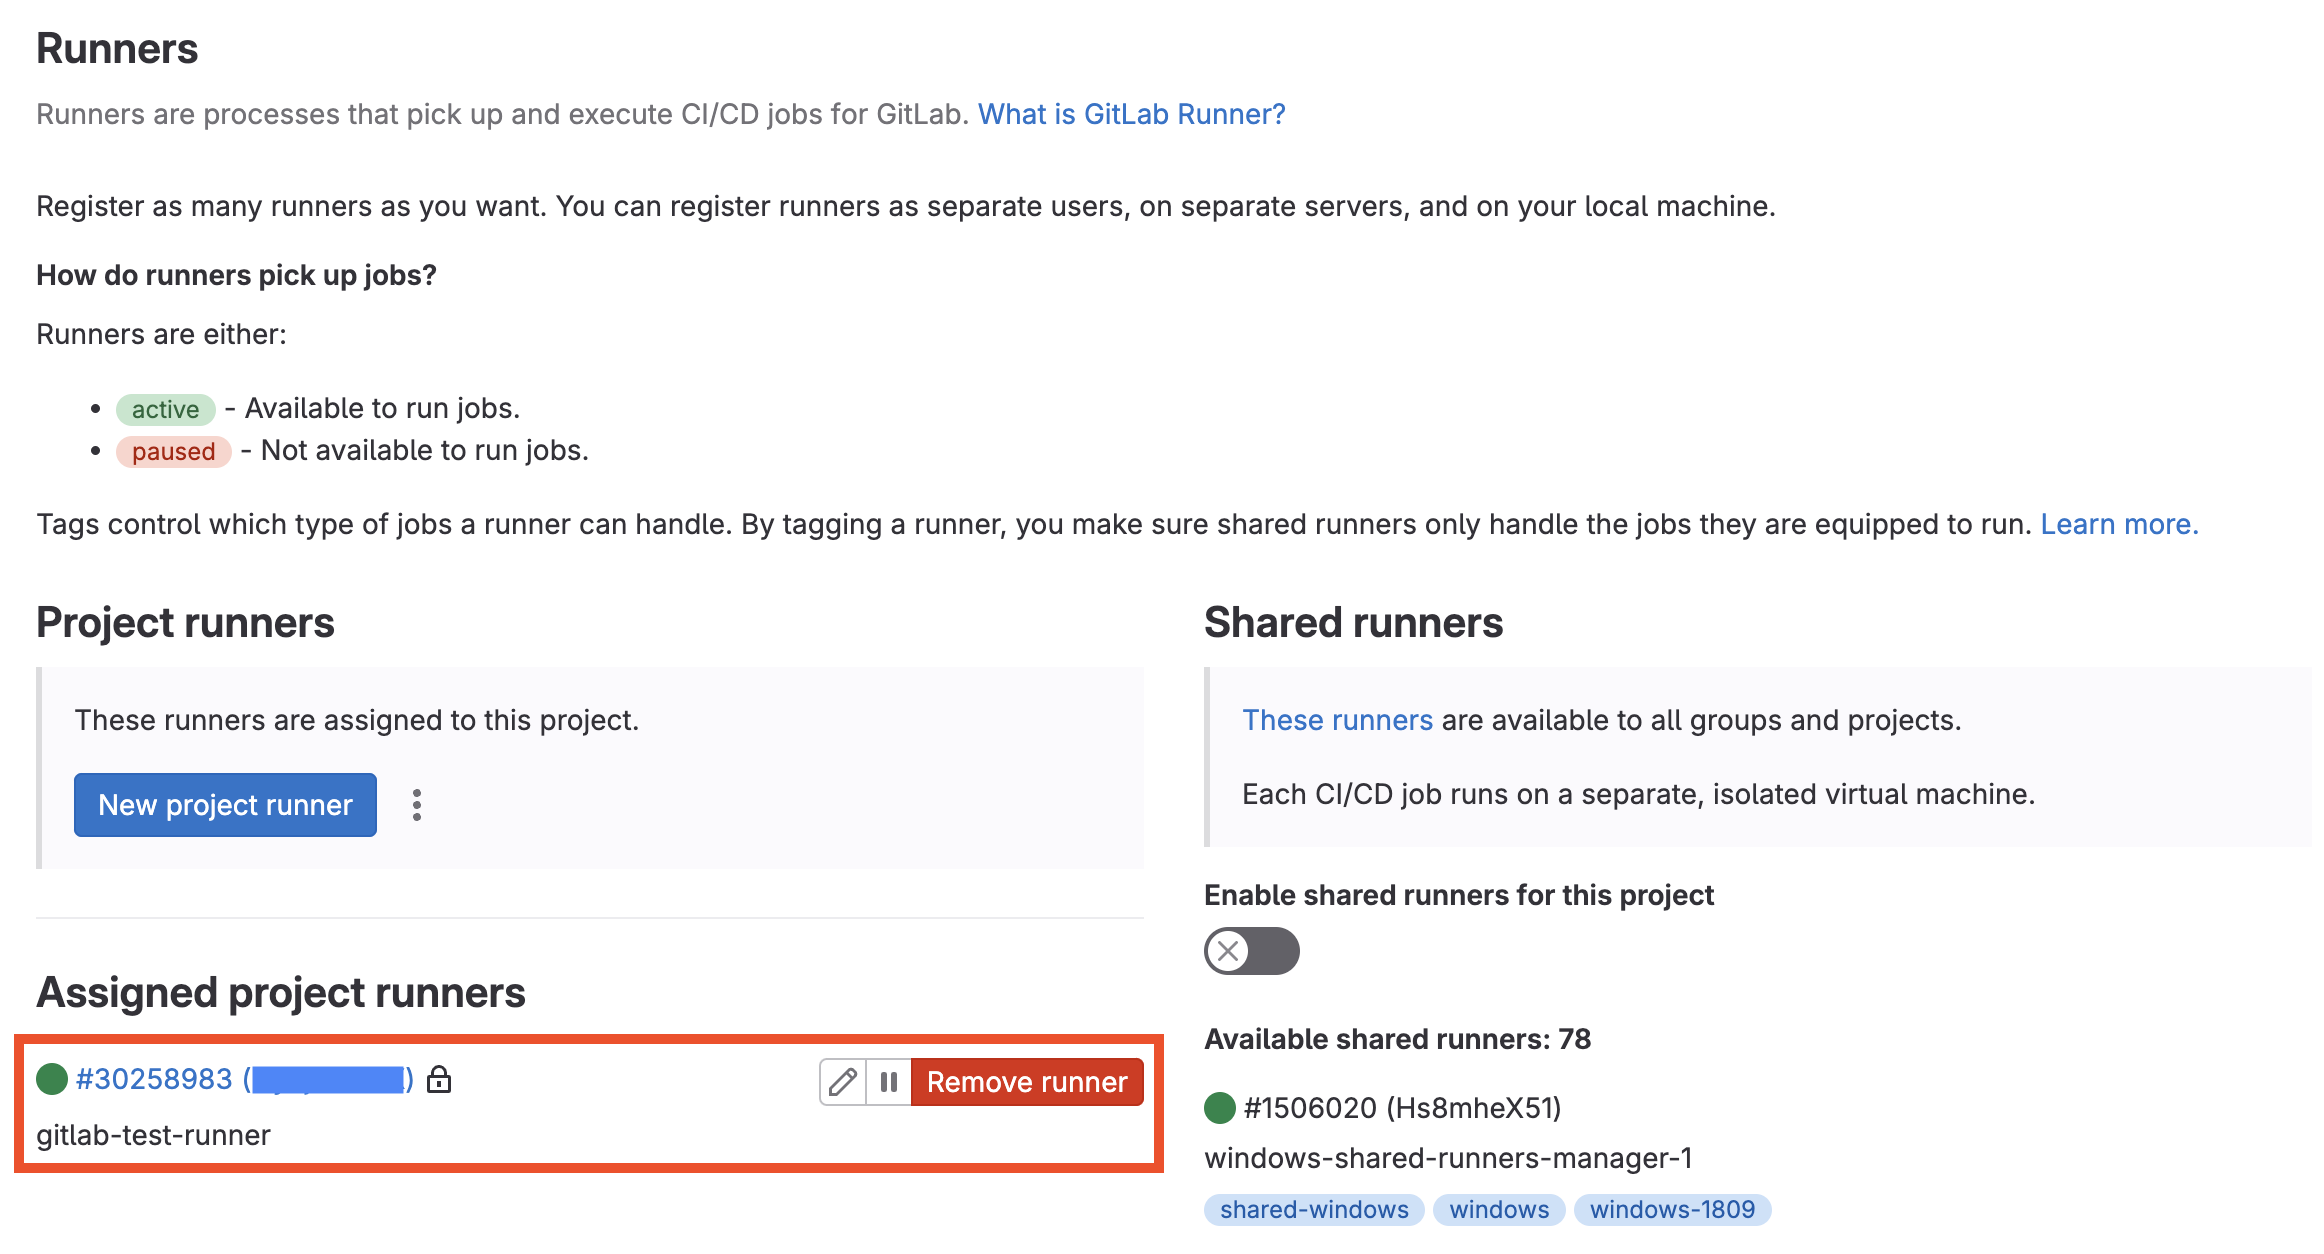 Runners
Runners are processes that pick up and execute CI/CD jobs for GitLab. What is GitLab Runner?
Register as many runners as you want. You can register runners as separate users, on separate servers, and on your local machine.
How do runners pick up jobs?
Runners are either:
• active - Available to run jobs.
• paused - Not available to run jobs.
Tags control which type of jobs a runner can handle. By tagging a runner, you make sure shared runners only handle the jobs they are equipped to run. Learn more.
Project runners
These runners are assigned to this project.
New project runner
Assigned project runners
#30258983 ( )
Remove runner
gitlab-test-runner
Shared runners
These runners are available to all groups and projects.
Each CI/CD job runs on a separate, isolated virtual machine.
Enable shared runners for this project
Available shared runners: 78
#1506020 (Hs8mheX51)
windows-shared-runners-manager-1
shared-windows windows windows-1809